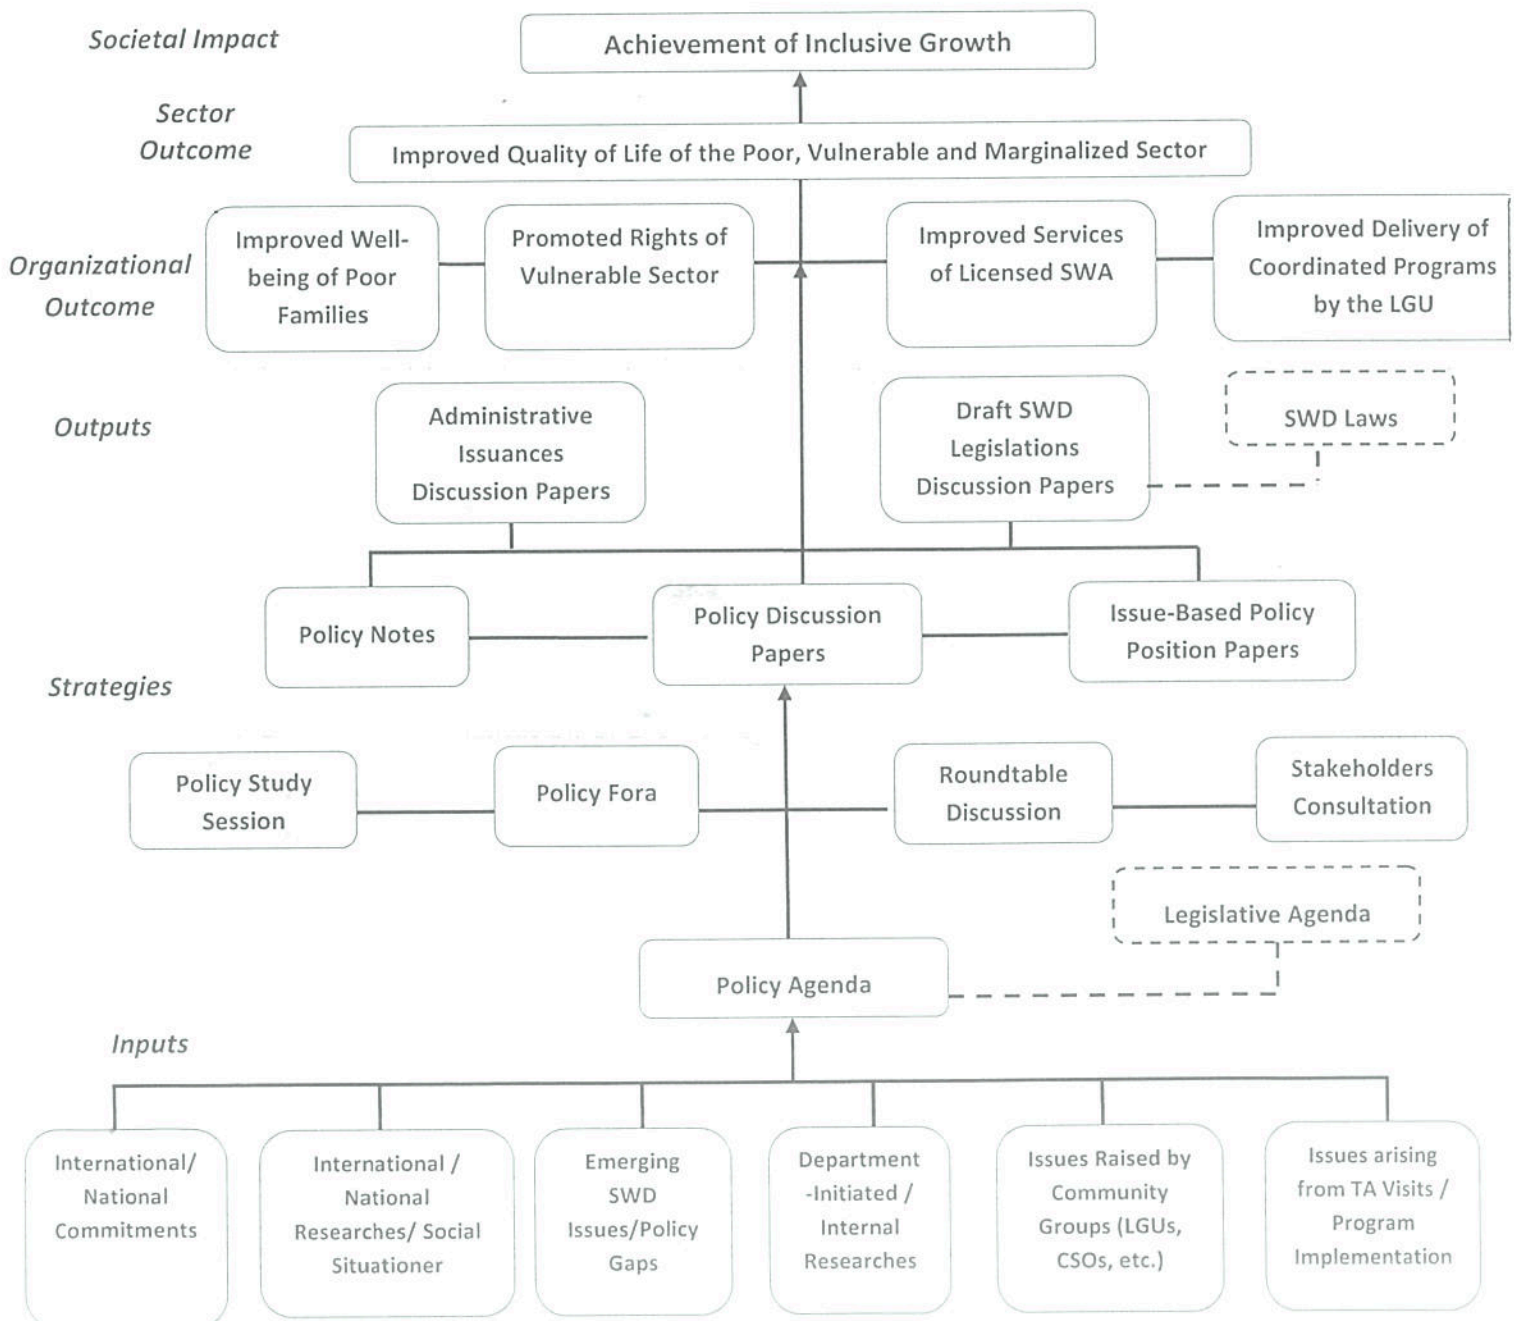 Societal Impact
Achievement of Inclusive Growth
Sector
Outcome
Improved Quality of Life of the Poor, Vulnerable and Marginalized Sector
Organizational
Outcome
Improved Well-
being of Poor
Families
Promoted Rights of
Vulnerable Sector
Improved Services
of Licensed SWA
Improved Delivery of
Coordinated Programs
by the LGU
Outputs
Administrative
Issuances
Discussion Papers
Draft SWD
Legislations
Discussion Papers
SWD Laws
Policy Notes
Policy Discussion
Papers
Issue-Based Policy
Position Papers
Strategies
Policy Study
Session
Policy Fora
Roundtable
Discussion
Stakeholders
Consultation
Legislative Agenda
Policy Agenda
Inputs
International/
National
Commitments
International /
National
Researches/ Social
Situationer
Emerging
SWD
Issues/Policy
Gaps
Department
-Initiated /
Internal
Researches
Issues Raised by
Community
Groups (LGUs,
CSOs, etc.)
Issues arising
from TA Visits /
Program
Implementation